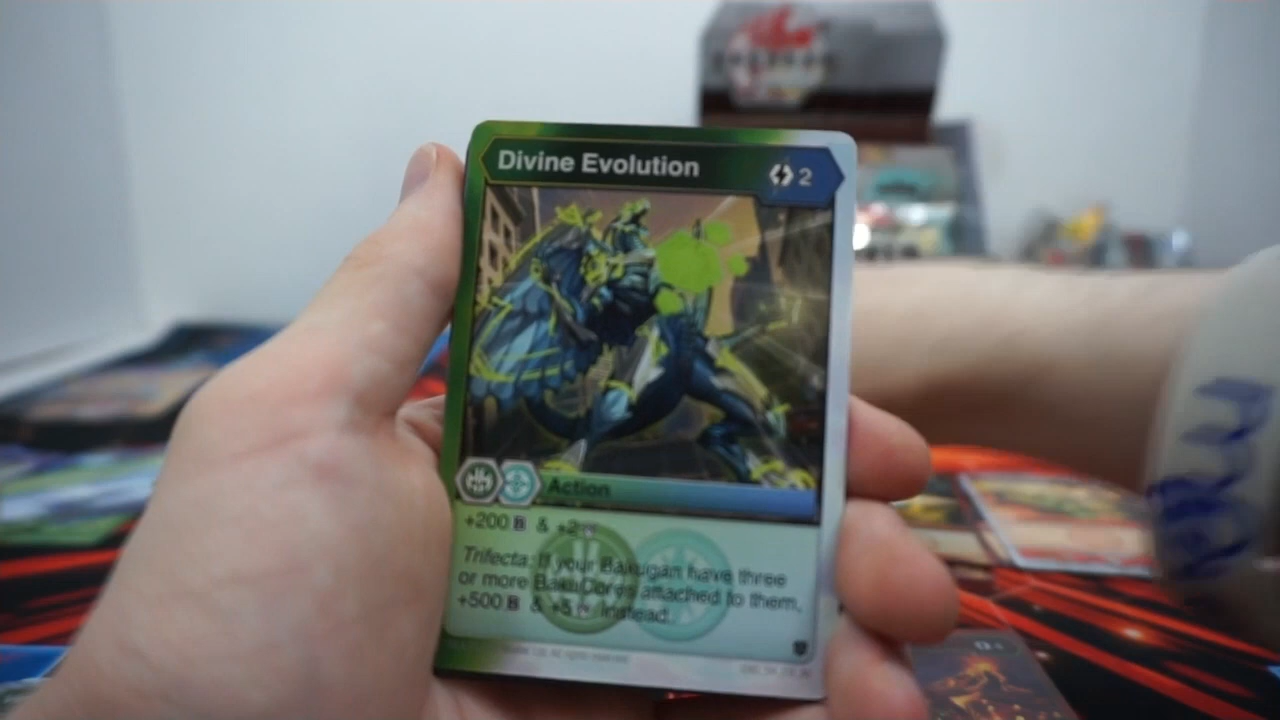 Divine Evolution
2
Action
+200 B & +2
Trifecta: If your Bakugan have three
or more BakuCores attached to them,
+500 B & +5 instead.